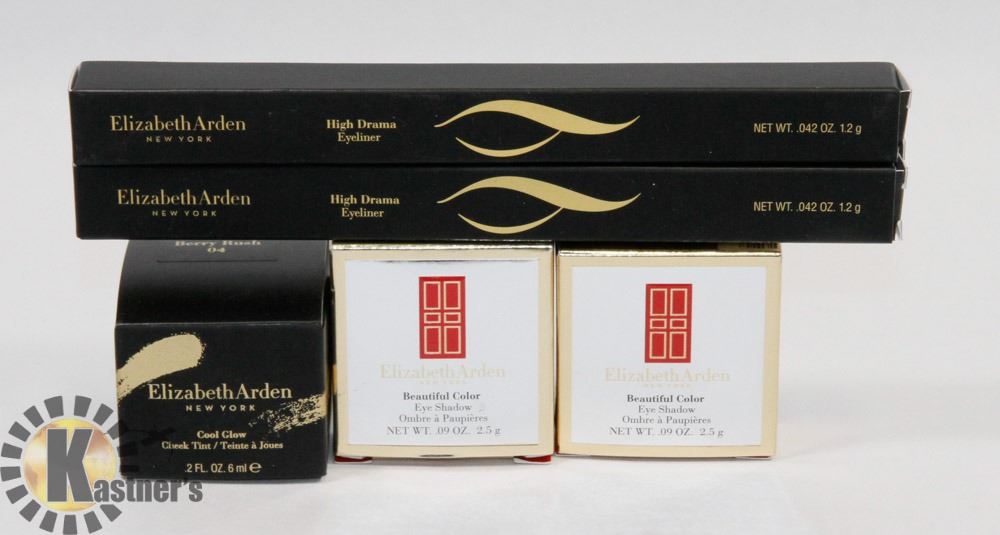 ElizabethArden
NEW YORK
High Drama
Eyeliner
NET WT. .042 OZ. 1.2 g
ElizabethArden
NEW YORK
High Drama
Eyeliner
NET WT. .042 OZ. 1.2 g
Berry Rush
04
ElizabethArden
NEW YORK
Cool Glow
Cheek Tint / Teinte à Joues
.2 FL. OZ. 6 ml ℮
ElizabethArden
NEW YORK
Beautiful Color
Eye Shadow
Ombre à Paupières
NET WT. .09 OZ. 2.5 g
ElizabethArden
NEW YORK
Beautiful Color
Eye Shadow
Ombre à Paupières
NET WT. .09 OZ. 2.5 g
Kastner's